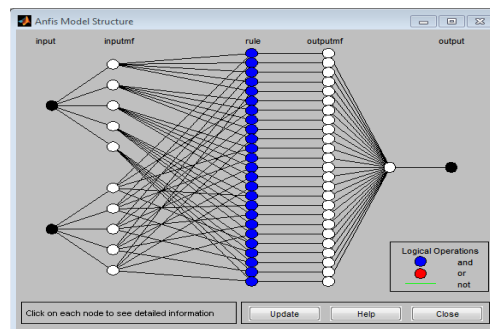 Anfis Model Structure
input inputmf rule outputmf output
Logical Operations
and
or
not
Click on each node to see detailed information Update Help Close